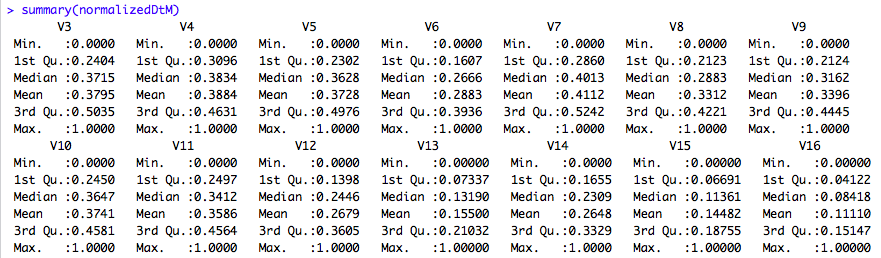 > summary(normalizedDtM)
V3 V4 V5 V6 V7 V8 V9
Min. :0.0000 Min. :0.0000 Min. :0.0000 Min. :0.0000 Min. :0.0000 Min. :0.0000 Min. :0.0000
1st Qu.:0.2404 1st Qu.:0.3096 1st Qu.:0.2302 1st Qu.:0.1607 1st Qu.:0.2860 1st Qu.:0.2123 1st Qu.:0.2124
Median :0.3715 Median :0.3834 Median :0.3628 Median :0.2666 Median :0.4013 Median :0.2883 Median :0.3162
Mean :0.3795 Mean :0.3884 Mean :0.3728 Mean :0.2883 Mean :0.4112 Mean :0.3312 Mean :0.3396
3rd Qu.:0.5035 3rd Qu.:0.4631 3rd Qu.:0.4976 3rd Qu.:0.3936 3rd Qu.:0.5242 3rd Qu.:0.4221 3rd Qu.:0.4445
Max. :1.0000 Max. :1.0000 Max. :1.0000 Max. :1.0000 Max. :1.0000 Max. :1.0000 Max. :1.0000
V10 V11 V12 V13 V14 V15 V16
Min. :0.0000 Min. :0.0000 Min. :0.0000 Min. :0.00000 Min. :0.0000 Min. :0.00000 Min. :0.00000
1st Qu.:0.2450 1st Qu.:0.2497 1st Qu.:0.1398 1st Qu.:0.07337 1st Qu.:0.1655 1st Qu.:0.06691 1st Qu.:0.04122
Median :0.3647 Median :0.3412 Median :0.2446 Median :0.13190 Median :0.2309 Median :0.11361 Median :0.08418
Mean :0.3741 Mean :0.3586 Mean :0.2679 Mean :0.15500 Mean :0.2648 Mean :0.14482 Mean :0.11110
3rd Qu.:0.4581 3rd Qu.:0.4564 3rd Qu.:0.3605 3rd Qu.:0.21032 3rd Qu.:0.3329 3rd Qu.:0.18755 3rd Qu.:0.15147
Max. :1.0000 Max. :1.0000 Max. :1.0000 Max. :1.00000 Max. :1.0000 Max. :1.00000 Max. :1.00000